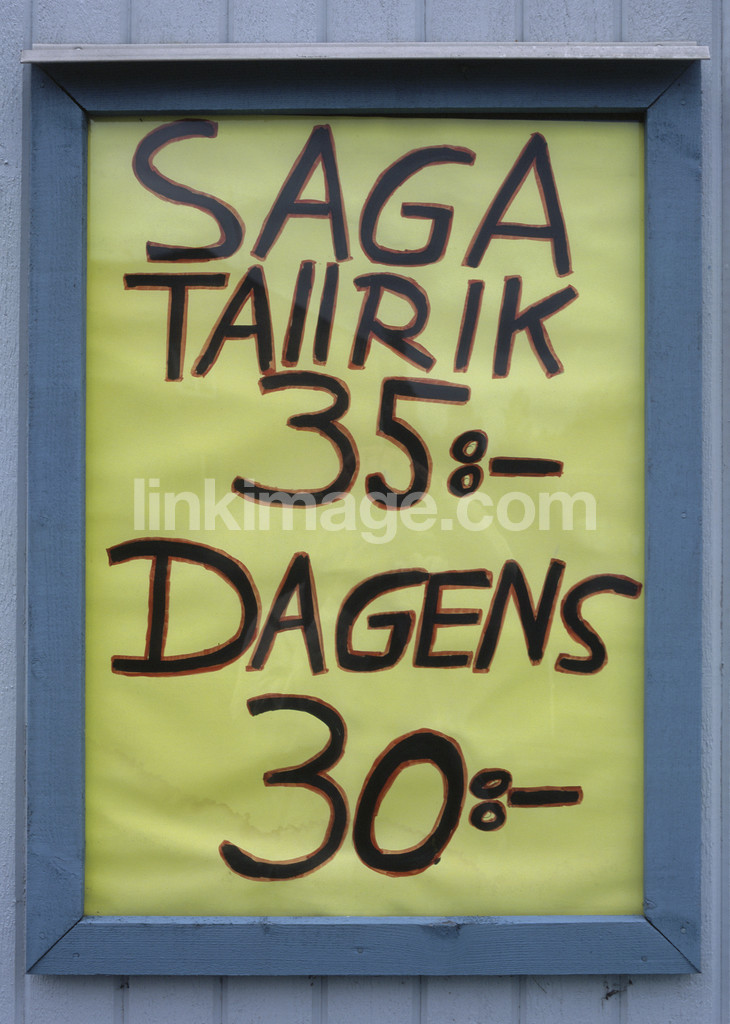 SAGA
TALLRIK
35:-
linkimage.com
DAGENS
30:-